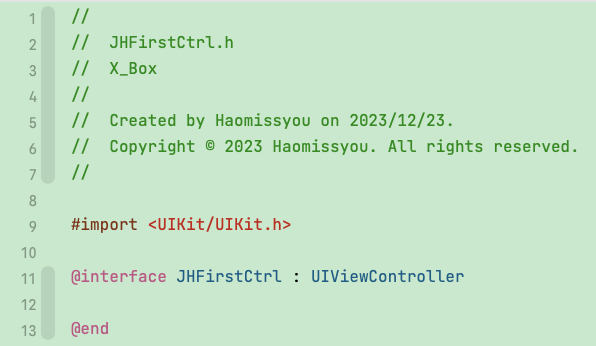 1 //
2 //  JHFirstCtrl.h
3 //  X_Box
4 //
5 //  Created by Haomissyou on 2023/12/23.
6 //  Copyright © 2023 Haomissyou. All rights reserved.
7 //
8
9 #import <UIKit/UIKit.h>
10
11 @interface JHFirstCtrl : UIViewController
12
13 @end